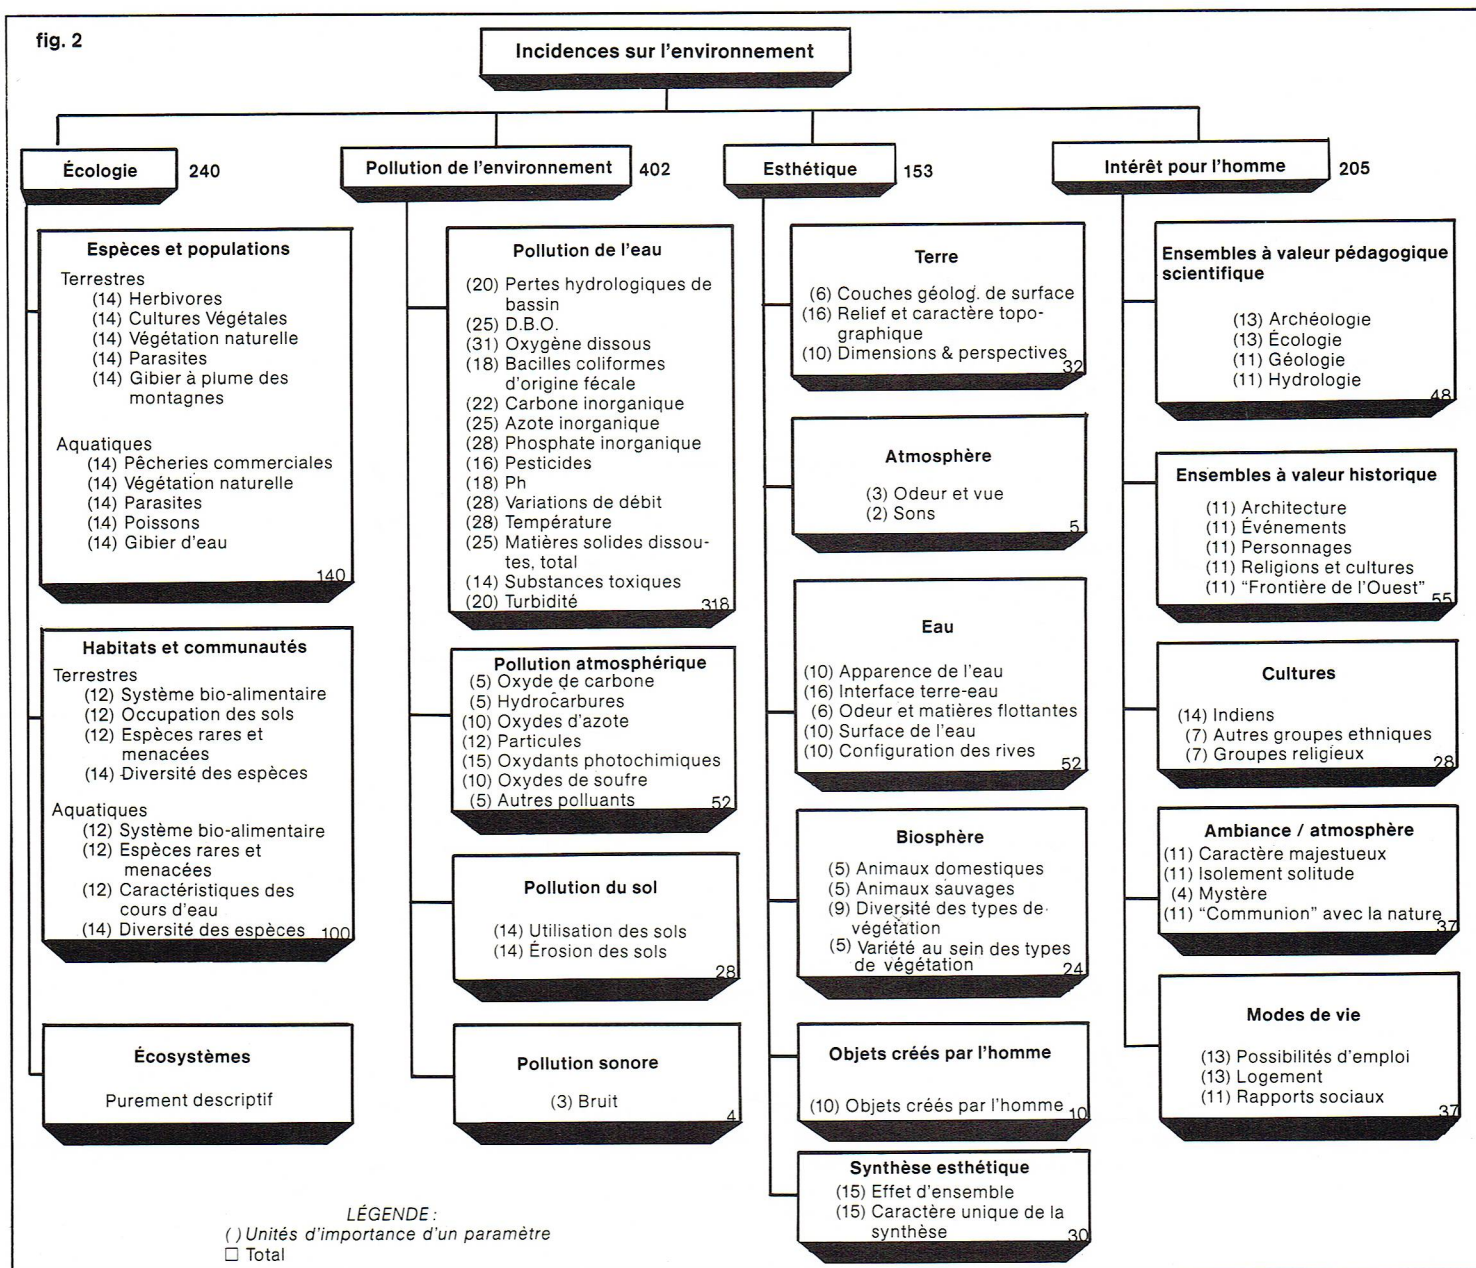 fig. 2
Incidences sur l'environnement
Écologie 240
Pollution de l'environnement 402
Esthétique 153
Intérêt pour l'homme 205
Espèces et populations
Terrestres
(14) Herbivores
(14) Cultures Végétales
(14) Végétation naturelle
(14) Parasites
(14) Gibier à plume des
montagnes
Aquatiques
(14) Pêcheries commerciales
(14) Végétation naturelle
(14) Parasites
(14) Poissons
(14) Gibier d'eau
140
Habitats et communautés
Terrestres
(12) Système bio-alimentaire
(12) Occupation des sols
(12) Espèces rares et
menacées
(14) Diversité des espèces
Aquatiques
(12) Système bio-alimentaire
(12) Espèces rares et
menacées
(12) Caractéristiques des
cours d'eau
(14) Diversité des espèces 100
Écosystèmes
Purement descriptif
Pollution de l'eau
(20) Pertes hydrologiques de
bassin
(25) D.B.O.
(31) Oxygène dissous
(18) Bacilles coliformes
d'origine fécale
(22) Carbone inorganique
(25) Azote inorganique
(28) Phosphate inorganique
(16) Pesticides
(18) Ph
(28) Variations de débit
(28) Température
(25) Matières solides dissou-
tes, total
(14) Substances toxiques
(20) Turbidité 318
Pollution atmosphérique
(5) Oxyde de carbone
(5) Hydrocarbures
(10) Oxydes d'azote
(12) Particules
(15) Oxydants photochimiques
(10) Oxydes de soufre
(5) Autres polluants 52
Pollution du sol
(14) Utilisation des sols
(14) Érosion des sols
28
Pollution sonore
(3) Bruit 4
Terre
(6) Couches géolog. de surface
(16) Relief et caractère topo-
graphique
(10) Dimensions & perspectives
32
Atmosphère
(3) Odeur et vue
(2) Sons 5
Eau
(10) Apparence de l'eau
(16) Interface terre-eau
(6) Odeur et matières flottantes
(10) Surface de l'eau
(10) Configuration des rives 52
Biosphère
(5) Animaux domestiques
(5) Animaux sauvages
(9) Diversité des types de
végétation
(5) Variété au sein des types
de végétation 24
Objets créés par l'homme
(10) Objets créés par l'homme 10
Synthèse esthétique
(15) Effet d'ensemble
(15) Caractère unique de la
synthèse 30
Ensembles à valeur pédagogique
scientifique
(13) Archéologie
(13) Écologie
(11) Géologie
(11) Hydrologie
48
Ensembles à valeur historique
(11) Architecture
(11) Événements
(11) Personnages
(11) Religions et cultures
(11) "Frontière de l'Ouest" 55
Cultures
(14) Indiens
(7) Autres groupes ethniques
(7) Groupes religieux 28
Ambiance / atmosphère
(11) Caractère majestueux
(11) Isolement solitude
(4) Mystère
(11) "Communion" avec la nature
37
Modes de vie
(13) Possibilités d'emploi
(13) Logement
(11) Rapports sociaux 37
LÉGENDE :
( ) Unités d'importance d'un paramètre
□ Total